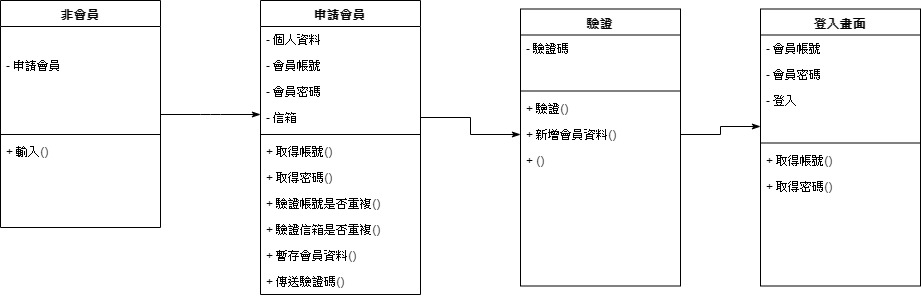 非會員
- 申請會員
+ 輸入()
申請會員
- 個人資料
- 會員帳號
- 會員密碼
- 信箱
+ 取得帳號()
+ 取得密碼()
+ 驗證帳號是否重複()
+ 驗證信箱是否重複()
+ 暫存會員資料()
+ 傳送驗證碼()
驗證
- 驗證碼
+ 驗證()
+ 新增會員資料()
+ ()
登入畫面
- 會員帳號
- 會員密碼
- 登入
+ 取得帳號()
+ 取得密碼()